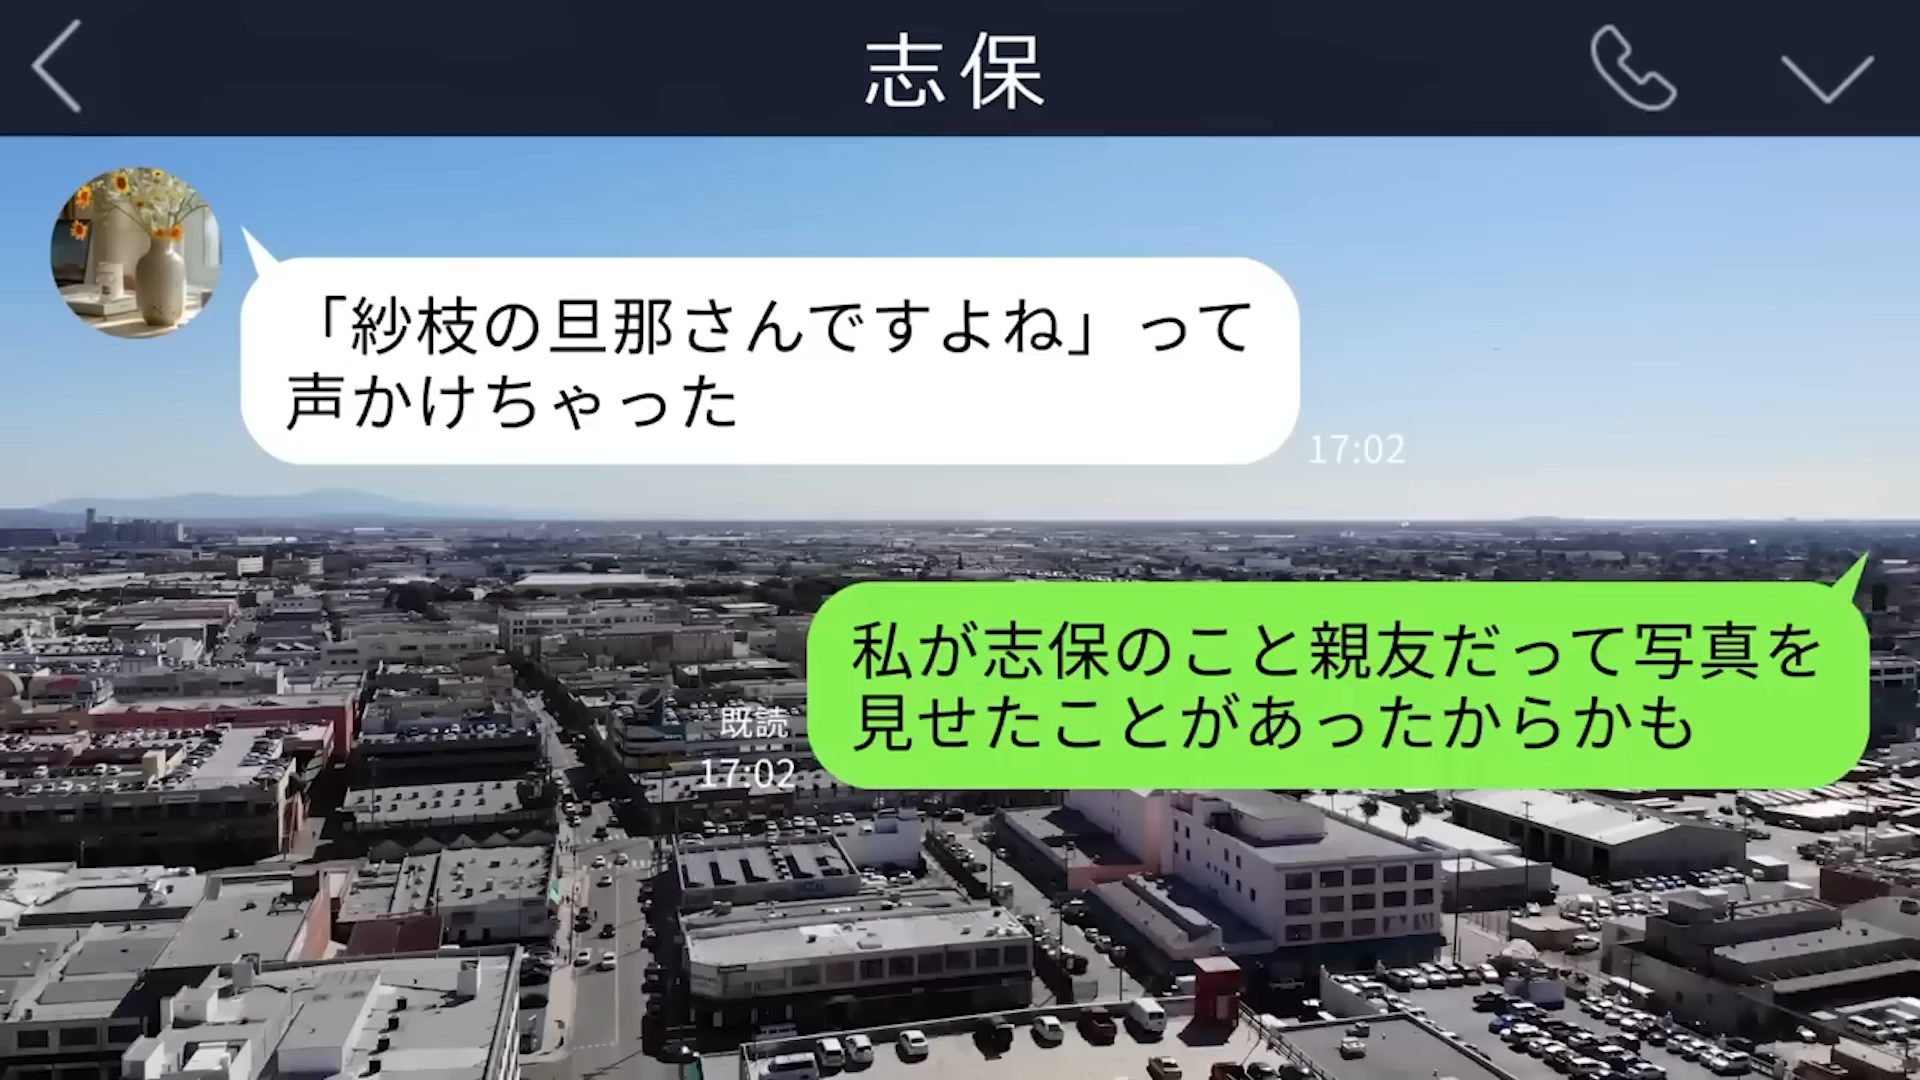 志保
「紗枝の旦那さんですよね」って
声かけちゃった
17:02
私が志保のこと親友だって写真を
見せたことがあったからかも
既読
17:02